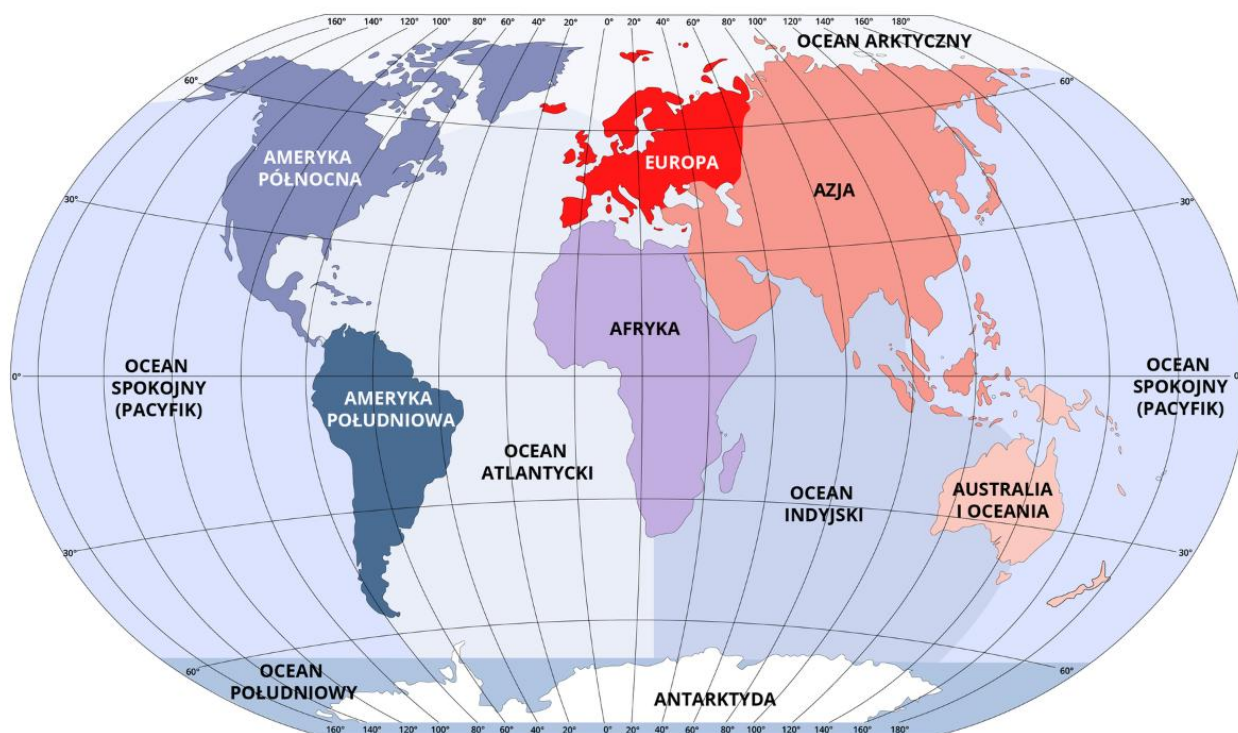 160° 140° 120° 100° 80° 60° 40° 20° 0° 20° 40° 60° 80° 100° 120° 140° 160° 180°
OCEAN ARKTYCZNY
60°
60°
AMERYKA
PÓŁNOCNA
EUROPA
AZJA
30°
30°
AFRYKA
OCEAN
SPOKOJNY
(PACYFIK)
OCEAN
SPOKOJNY
(PACYFIK)
0°
0
AMERYKA
POŁUDNIOWA
OCEAN
ATLANTYCKI
OCEAN
INDYJSKI
AUSTRALIA
I OCEANIA
30°
30°
60°
60°
OCEAN
POŁUDNIOWY
ANTARKTYDA
160° 140° 120° 100° 80° 60° 40° 20° 0° 20° 40° 60° 80° 100° 120° 140° 160° 180°